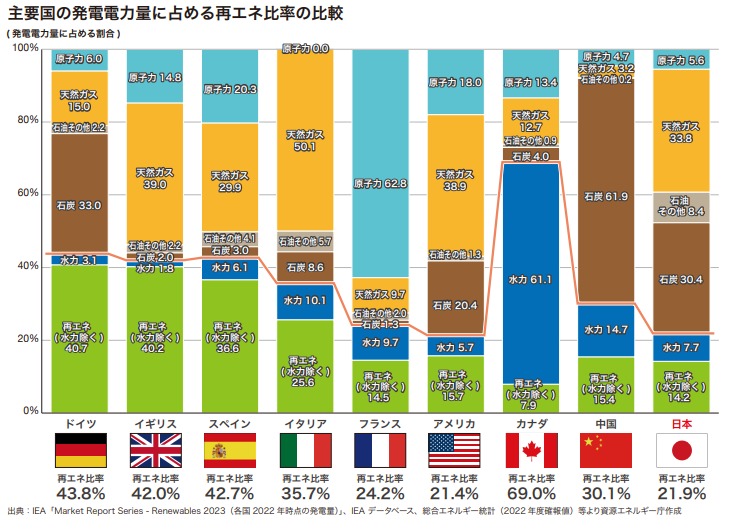 主要国の発電電力量に占める再エネ比率の比較
(発電電力量に占める割合)
100%
80%
60%
40%
20%
0%
原子力 6.0
天然ガス
15.0
石油その他 2.2
石炭 33.0
水力 3.1
再エネ
(水力除く)
40.7
原子力 14.8
天然ガス
39.0
石油その他 2.2
石炭 2.0
水力 1.8
再エネ
(水力除く)
40.2
原子力 20.3
天然ガス
29.9
石油その他 4.1
石炭 3.0
水力 6.1
再エネ
(水力除く)
36.6
原子力 0.0
天然ガス
50.1
石油その他 5.7
石炭 8.6
水力 10.1
再エネ
(水力除く)
25.6
原子力 62.8
天然ガス 9.7
石油その他 2.0
石炭 1.3
水力 9.7
再エネ
(水力除く)
14.5
原子力 18.0
天然ガス
38.9
石油その他 1.3
石炭 20.4
水力 5.7
再エネ
(水力除く)
15.7
原子力 13.4
天然ガス
12.7
石油その他 0.9
石炭 4.0
水力 61.1
再エネ
(水力除く)
7.9
原子力 4.7
天然ガス 3.2
石油その他 0.2
石炭 61.9
水力 14.7
再エネ
(水力除く)
15.4
原子力 5.6
天然ガス
33.8
石油
その他 8.4
石炭 30.4
水力 7.7
再エネ
(水力除く)
14.2
ドイツ イギリス スペイン イタリア フランス アメリカ カナダ 中国 日本
再エネ比率 再エネ比率 再エネ比率 再エネ比率 再エネ比率 再エネ比率 再エネ比率 再エネ比率 再エネ比率
43.8% 42.0% 42.7% 35.7% 24.2% 21.4% 69.0% 30.1% 21.9%
出典:IEA「Market Report Series - Renewables 2023(各国 2022 年時点の発電量)」、IEA データベース、総合エネルギー統計(2022 年度確報値)等より資源エネルギー庁作成